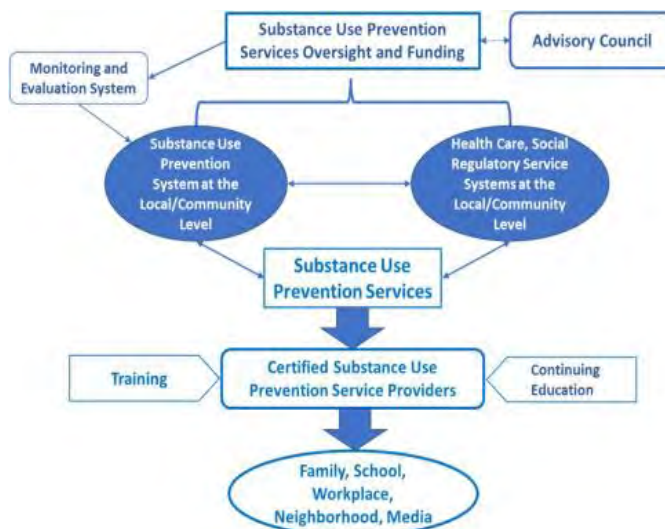 Substance Use Prevention
Services Oversight and Funding
Advisory Council
Monitoring and
Evaluation System
Substance Use
Prevention
System at the
Local/Community
Level
Health Care, Social
Regulatory Service
Systems at the
Local/Community
Level
Substance Use
Prevention Services
Training
Certified Substance Use
Prevention Service Providers
Continuing
Education
Family, School,
Workplace,
Neighborhood, Media